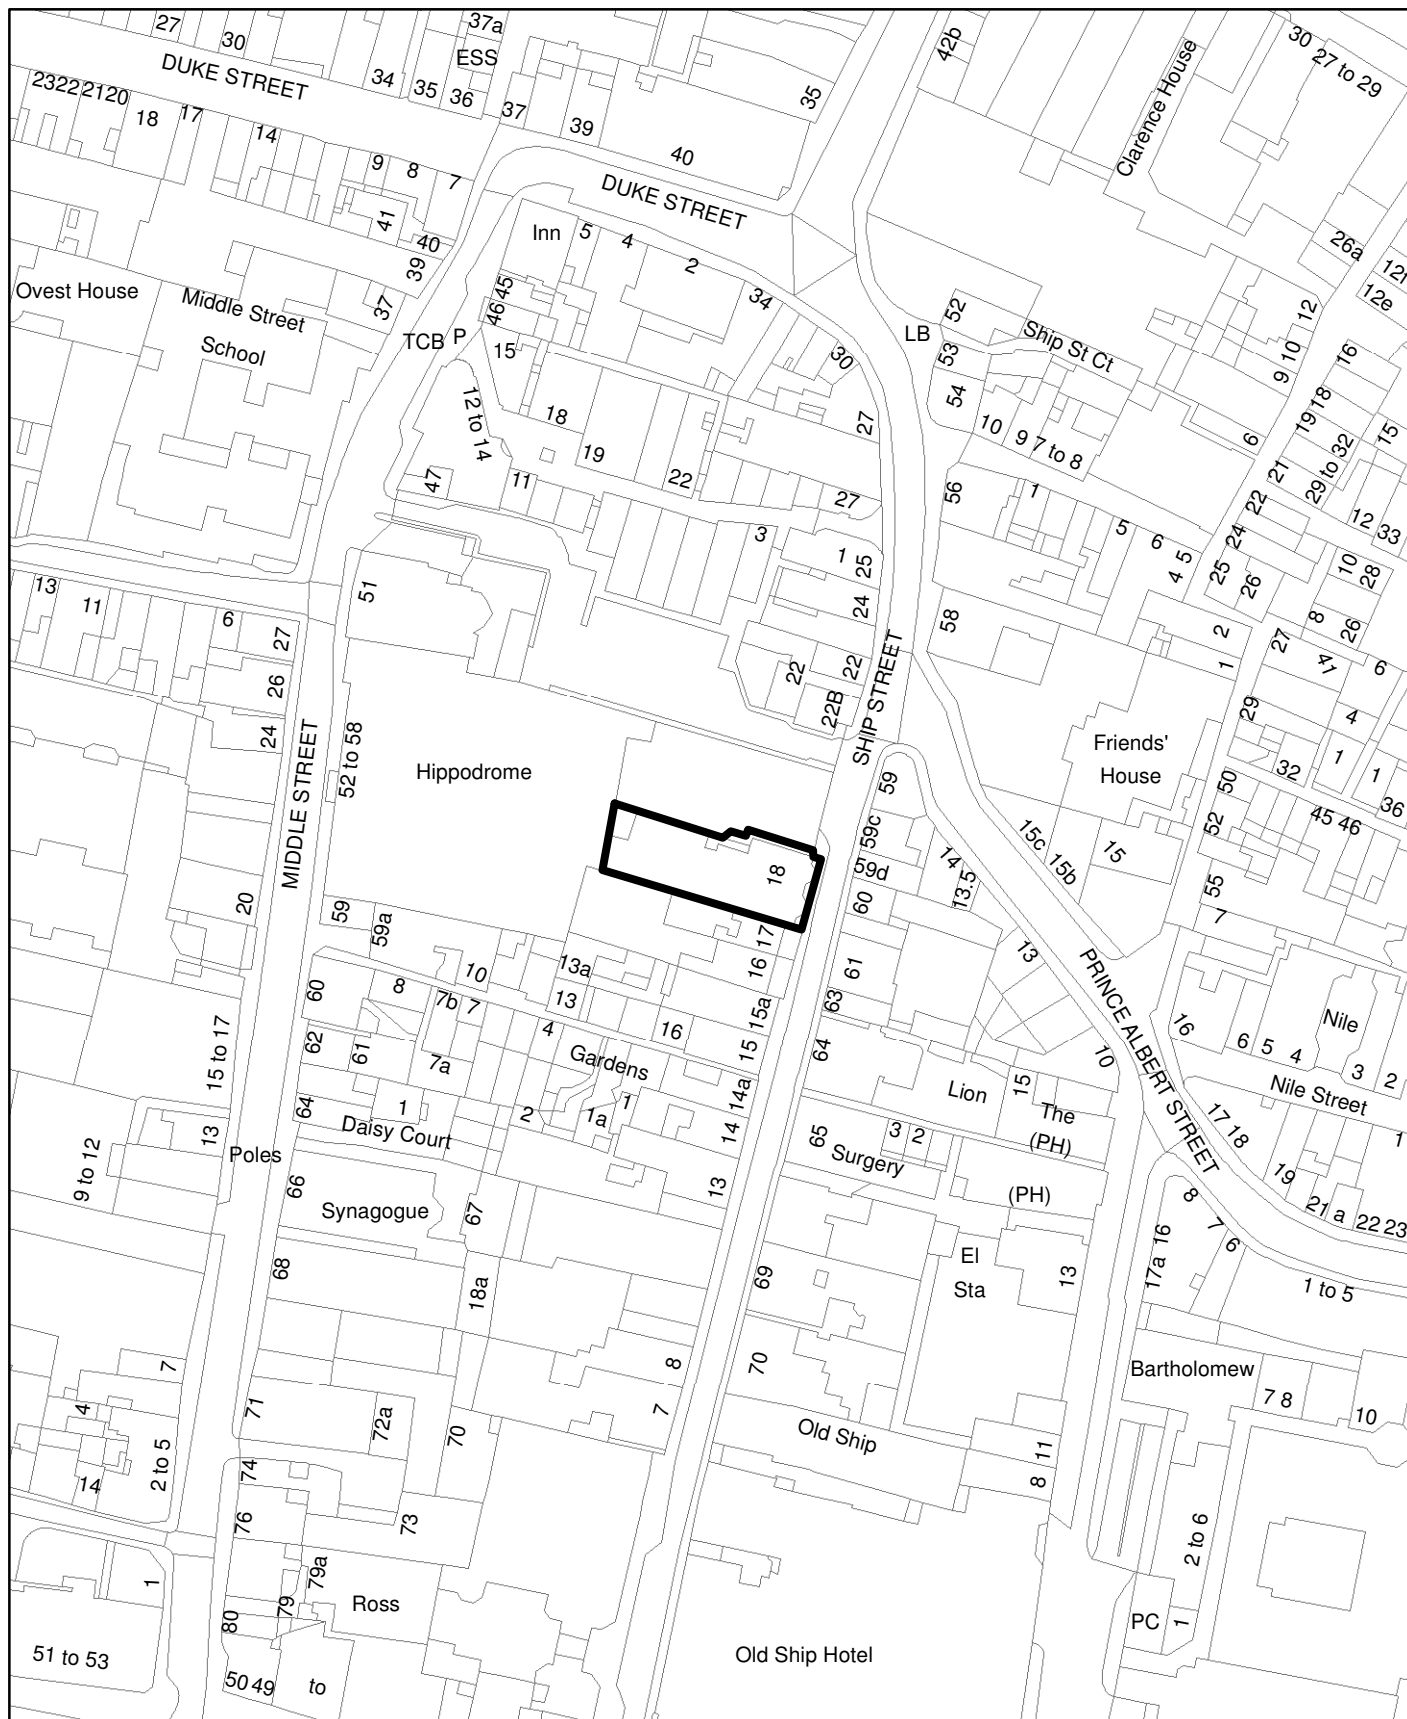 27
30
37a
ESS
DUKE STREET
34
35
36
37
39
40
35
42b
Clarence House
30
27 to 29
2322
2120
18
17
14
9
8
7
41
40
39
37
DUKE STREET
Inn
5
4
2
34
26a
12f
12e
12
Ovest House
Middle Street
School
TCB
P
46
45
15
LB
52
53
54
Ship St Ct
30
27
10
9
7 to 8
9
10
16
18
19
6
15
29 to 32
12 to 14
18
19
22
27
47
11
56
1
5
6
5
4
21
22
24
25
26
12
33
10
28
8
26
3
1
25
24
51
58
2
1
27
41
6
4
29
1
1
36
32
13
11
6
27
26
24
22
22
22B
SHIP STREET
MIDDLE STREET
52 to 58
Hippodrome
Friends'
House
50
52
45 46
59
59c
59d
60
14
13.5
15c
15b
15
55
7
18
20
59
59a
17
16
15a
15
61
63
13
PRINCE ALBERT STREET
10
13a
13
16
60
8
7b
7
4
Gardens
62
61
7a
64
1
Daisy Court
2
1a
1
14a
14
13
64
Lion
15
The
(PH)
10
16
6
5
4
Nile
3
2
Nile Street
17
18
1
15 to 17
13
9 to 12
Poles
66
Synagogue
67
65
3
2
Surgery
(PH)
19
21
a
22
23
8
7
6
17a
16
1 to 5
68
18a
69
El
Sta
13
8
7
70
Bartholomew
7 8
10
7
4
14
2 to 5
71
72a
70
Old Ship
11
8
74
76
73
2 to 6
1
79a
79
80
Ross
Old Ship Hotel
PC
1
51 to 53
50
49
to